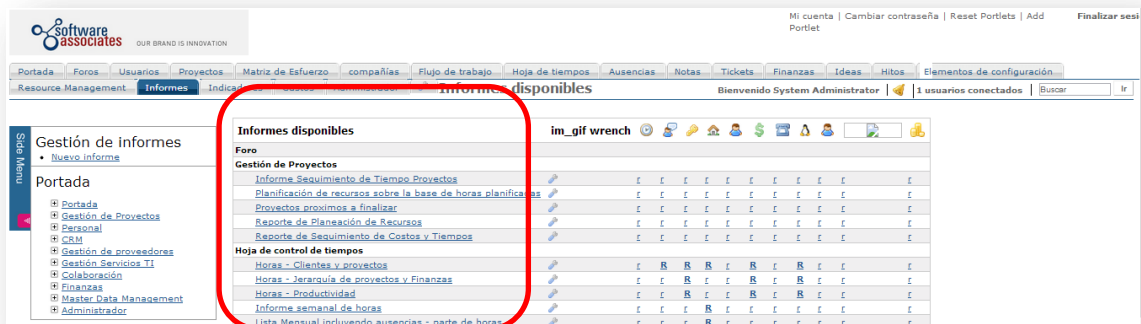 software associates OUR BRAND IS INNOVATION
Mi cuenta | Cambiar contraseña | Reset Portlets | Add Portlet
Finalizar sesi
Portada Foros Usuarios Proyectos Matriz de Esfuerzo compañías Flujo de trabajo Hoja de tiempos Ausencias Notas Tickets Finanzas Ideas Hitos Elementos de configuración
Resource Management Informes Informes disponibles
Bienvenido System Administrator | 1 usuarios conectados | Buscar Ir
Side Menu
Gestión de informes
Nuevo informe
Portada
Portada
Gestión de Proyectos
Personal
CRM
Gestión de proveedores
Gestión Servicios TI
Colaboración
Finanzas
Master Data Management
Administrador
Informes disponibles im_gif wrench
Foro
Gestión de Proyectos
Informe Seguimiento de Tiempo Proyectos r r r r r r r r r r r
Planificación de recursos sobre la base de horas planificadas r r r r r r r r r r r
Proyectos proximos a finalizar r r r r r r r r r r r
Reporte de Planeación de Recursos r r r r r r r r r r r
Reporte de Seguimiento de Costos y Tiempos r r r r r r r r r r r
Hoja de control de tiempos
Horas - Clientes y proyectos r R R R r R r R r r r
Horas - Jerarquía de proyectos y Finanzas r r R r r R r R r r r
Horas - Productividad r r R r r R r R r r r
Informe semanal de horas r r r R r r r r r r r
Lista Mensual incluyendo ausencias - parte de horas r r r R r r r r r r r